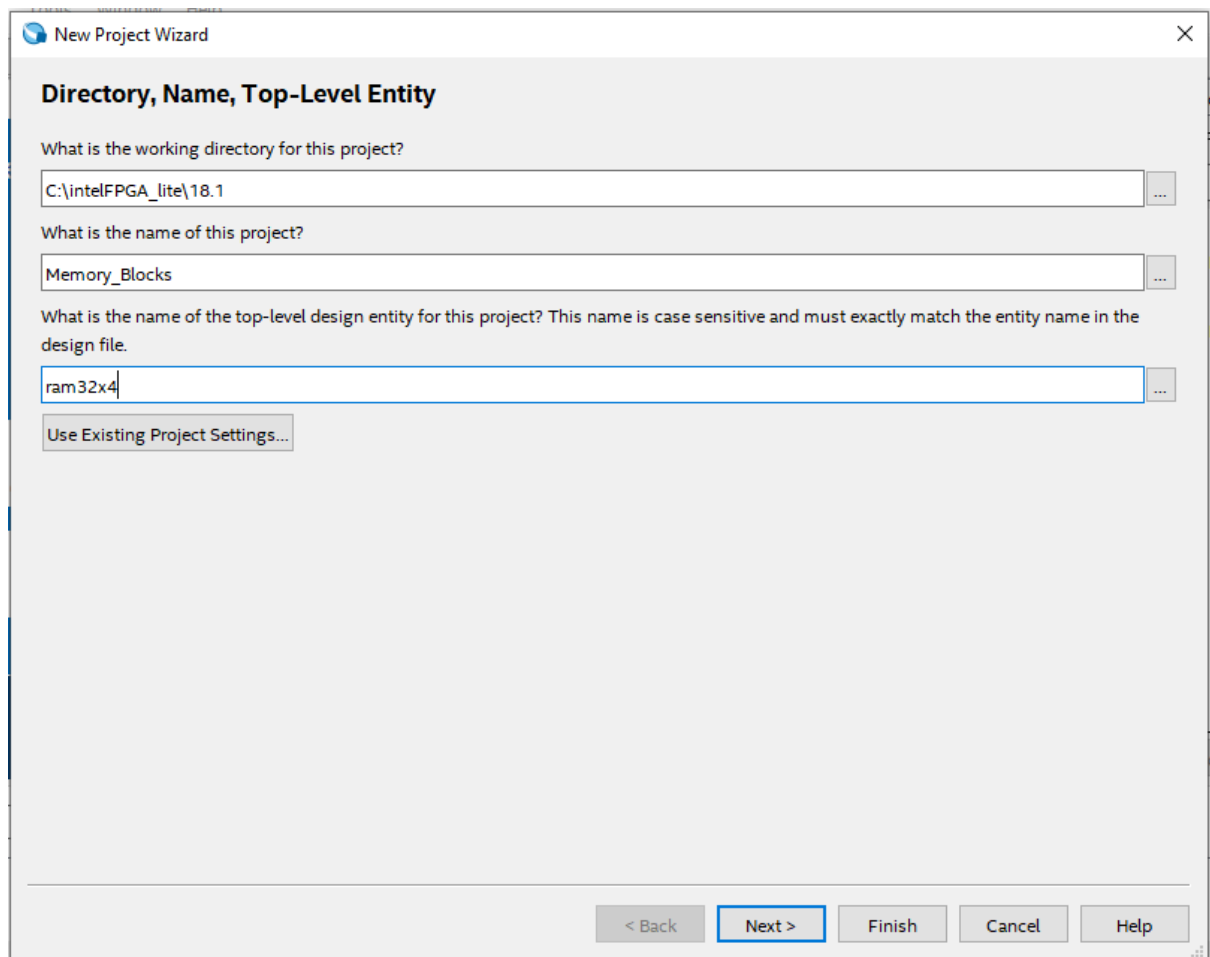 Tools Window Help
New Project Wizard
Directory, Name, Top-Level Entity
What is the working directory for this project?
C:\intelFPGA_lite\18.1
...
What is the name of this project?
Memory_Blocks
...
What is the name of the top-level design entity for this project? This name is case sensitive and must exactly match the entity name in the
design file.
ram32x4
...
Use Existing Project Settings...
< Back Next > Finish Cancel Help